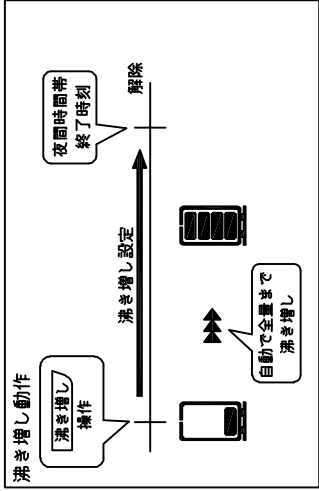 沸き増し動作
沸き増し
操作
沸き増し設定
夜間時間帯
終了時刻
解除
自動で全量まで
沸き増し